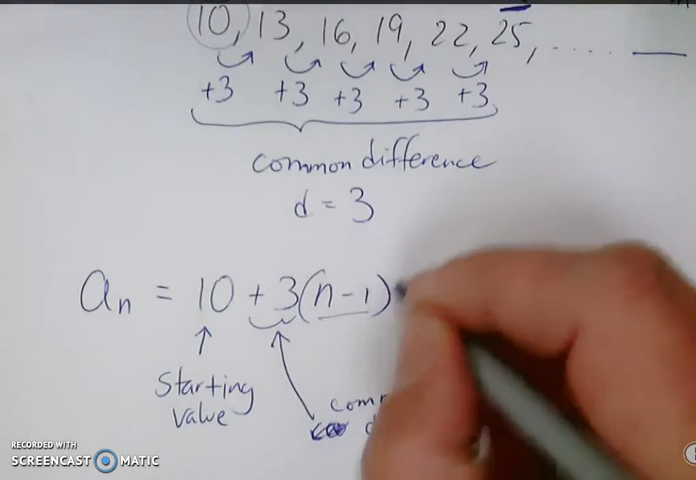 10, 13, 16, 19, 22, 25, .....
+3 +3 +3 +3 +3
common difference
d = 3
an = 10 + 3(n-1)
starting
value
RECORDED WITH
SCREENCAST MATIC